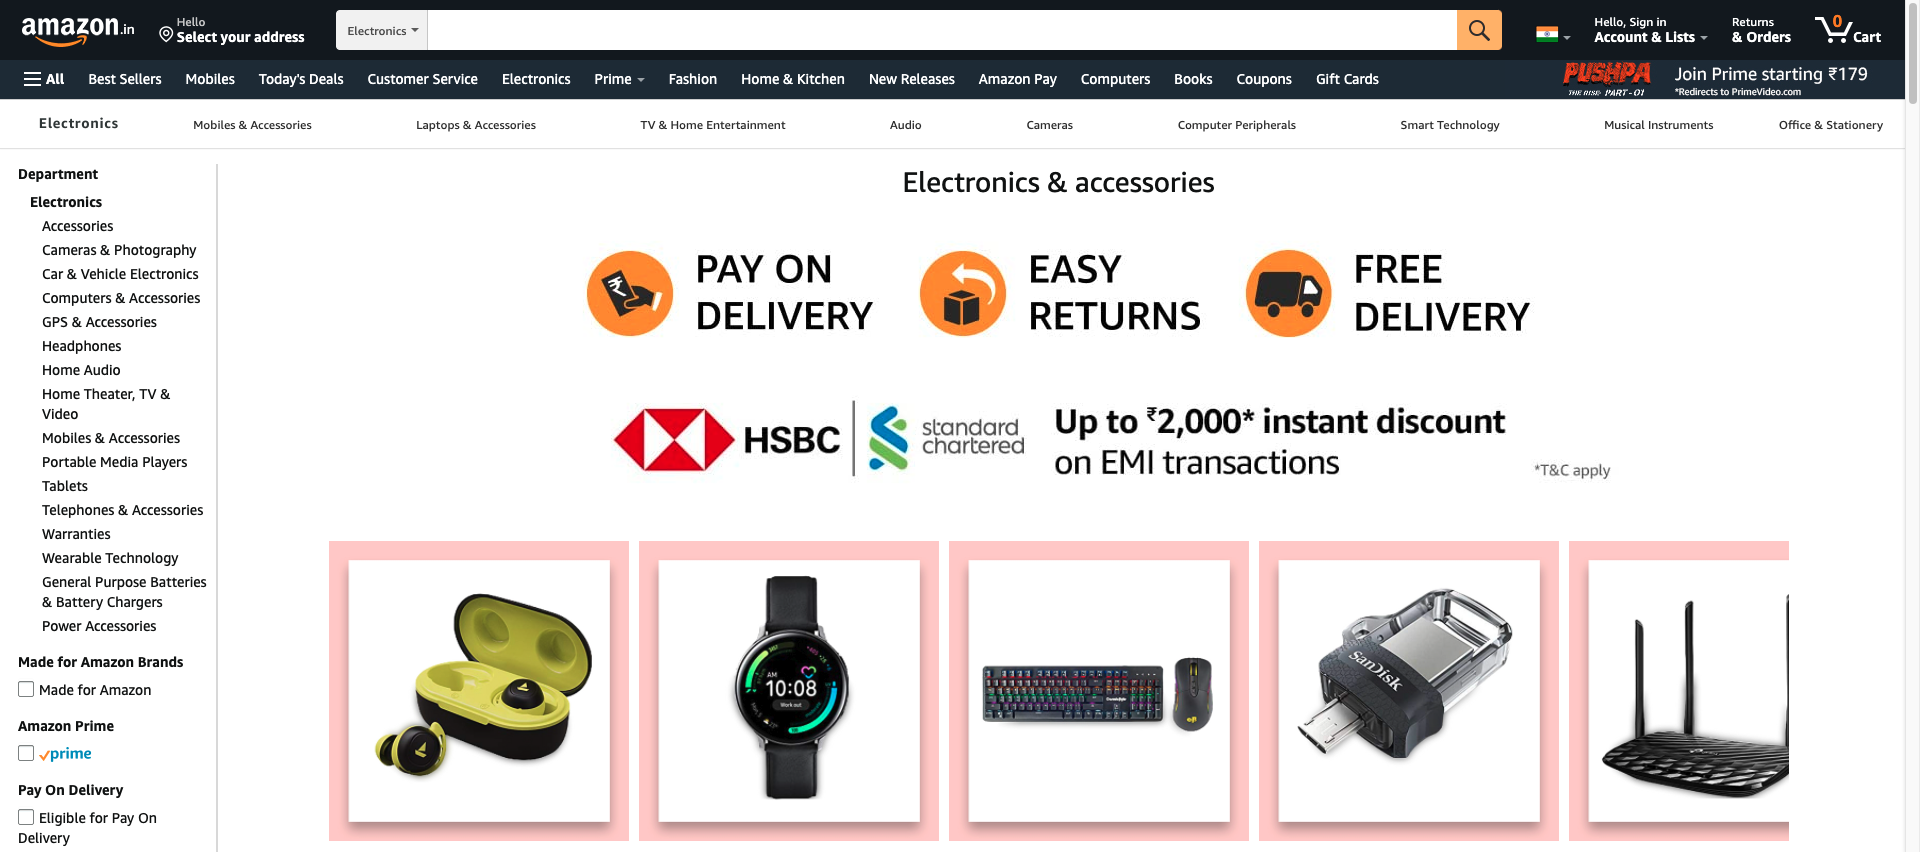 amazon.in
Hello
Select your address
Electronics
Hello, Sign in
Account & Lists
Returns
& Orders
0
Cart
All
Best Sellers
Mobiles
Today's Deals
Customer Service
Electronics
Prime
Fashion
Home & Kitchen
New Releases
Amazon Pay
Computers
Books
Coupons
Gift Cards
PUSHPA
THE RISE- PART-01
Join Prime starting ₹179
*Redirects to PrimeVideo.com
Electronics
Mobiles & Accessories
Laptops & Accessories
TV & Home Entertainment
Audio
Cameras
Computer Peripherals
Smart Technology
Musical Instruments
Office & Stationery
Department
Electronics
Accessories
Cameras & Photography
Car & Vehicle Electronics
Computers & Accessories
GPS & Accessories
Headphones
Home Audio
Home Theater, TV &
Video
Mobiles & Accessories
Portable Media Players
Tablets
Telephones & Accessories
Warranties
Wearable Technology
General Purpose Batteries
& Battery Chargers
Power Accessories
Made for Amazon Brands
Made for Amazon
Amazon Prime
prime
Pay On Delivery
Eligible for Pay On
Delivery
Electronics & accessories
PAY ON
DELIVERY
EASY
RETURNS
FREE
DELIVERY
HSBC
standard
chartered
Up to ₹2,000* instant discount
on EMI transactions
*T&C apply
AM
10:08
Work out
SanDisk